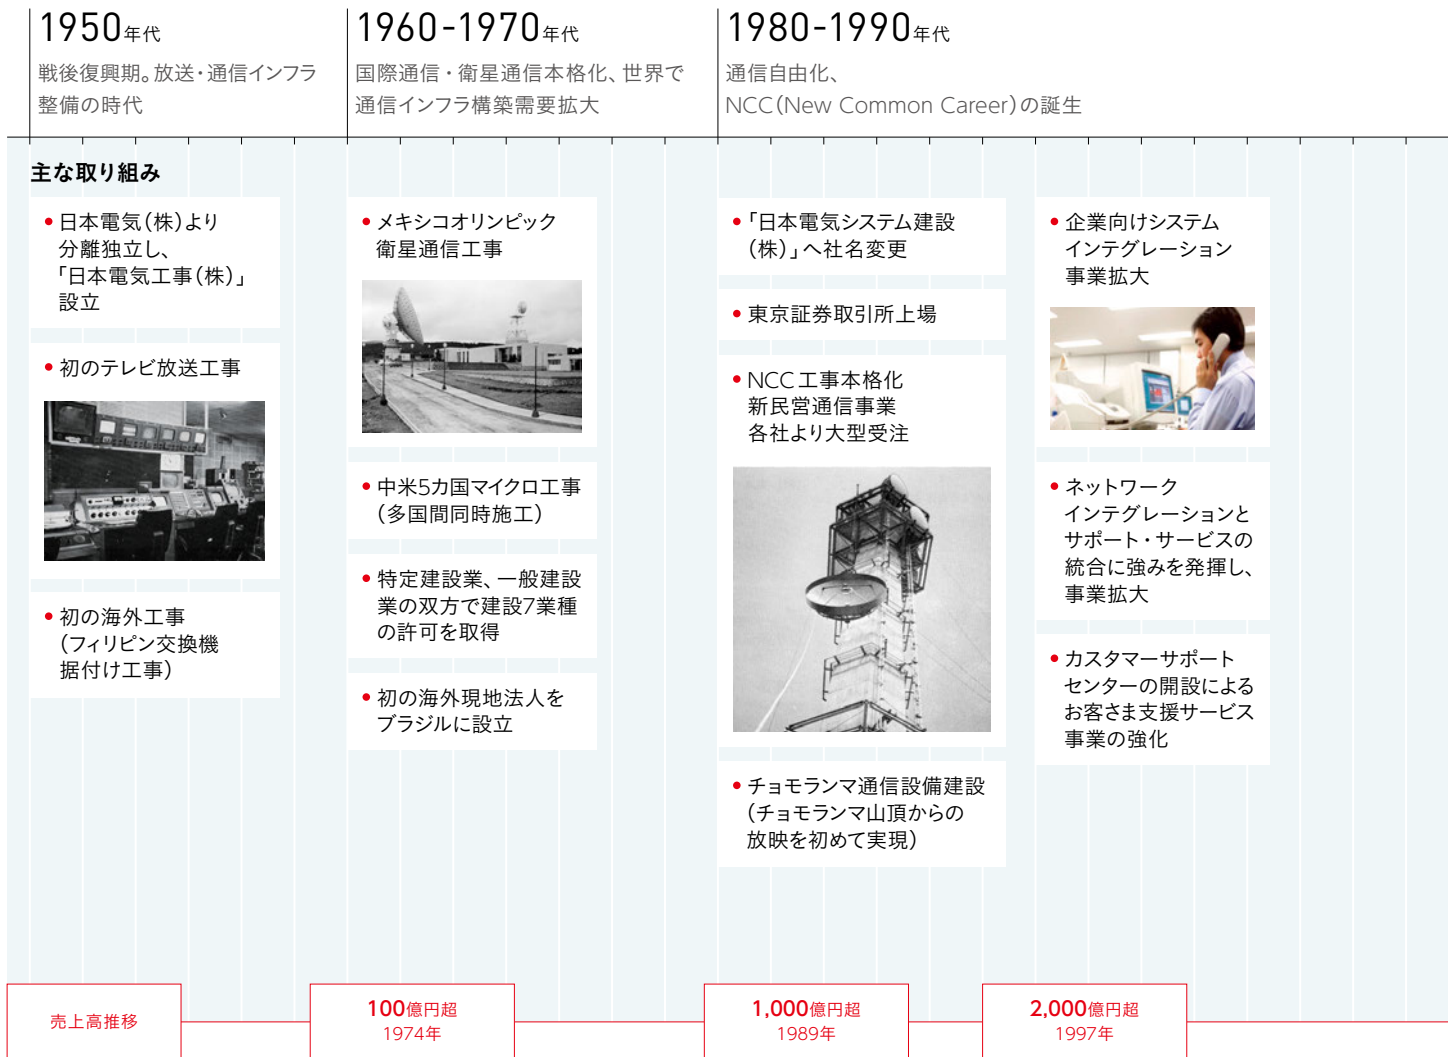 1950年代
戦後復興期。放送・通信インフラ
整備の時代
1960-1970年代
国際通信・衛星通信本格化、世界で
通信インフラ構築需要拡大
1980-1990年代
通信自由化、
NCC(New Common Career)の誕生
主な取り組み
• 日本電気(株)より
分離独立し、
「日本電気工事(株)」
設立
• 初のテレビ放送工事
• 初の海外工事
(フィリピン交換機
据付け工事)
• メキシコオリンピック
衛星通信工事
• 中米5カ国マイクロ工事
(多国間同時施工)
• 特定建設業、一般建設
業の双方で建設7業種
の許可を取得
• 初の海外現地法人を
ブラジルに設立
• 「日本電気システム建設
(株)」へ社名変更
• 東京証券取引所上場
• NCC工事本格化
新民営通信事業
各社より大型受注
• チョモランマ通信設備建設
(チョモランマ山頂からの
放映を初めて実現)
• 企業向けシステム
インテグレーション
事業拡大
• ネットワーク
インテグレーションと
サポート・サービスの
統合に強みを発揮し、
事業拡大
• カスタマーサポート
センターの開設による
お客さま支援サービス
事業の強化
売上高推移
100億円超
1974年
1,000億円超
1989年
2,000億円超
1997年